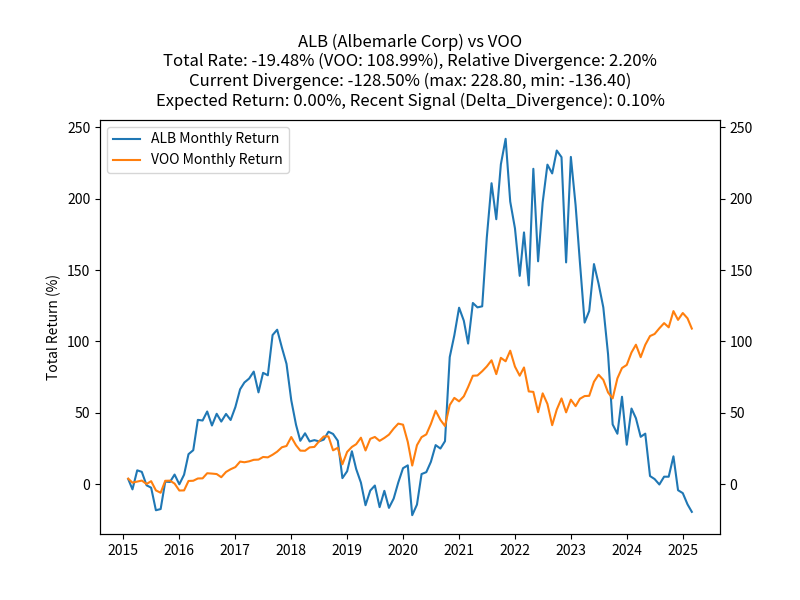 ALB (Albemarle Corp) vs VOO
Total Rate: -19.48% (VOO: 108.99%), Relative Divergence: 2.20%
Current Divergence: -128.50% (max: 228.80, min: -136.40)
Expected Return: 0.00%, Recent Signal (Delta_Divergence): 0.10%
ALB Monthly Return
VOO Monthly Return
Total Return (%)
250
200
150
100
50
0
250
200
150
100
50
0
2015 2016 2017 2018 2019 2020 2021 2022 2023 2024 2025